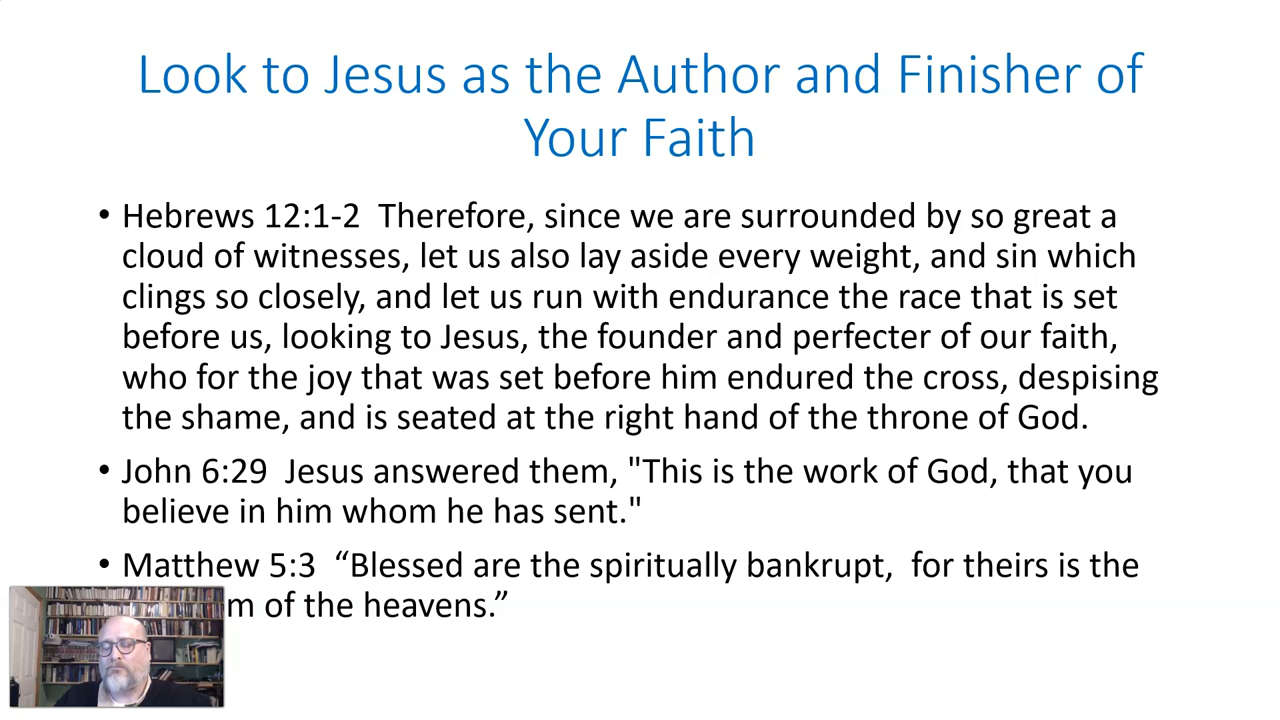 Look to Jesus as the Author and Finisher of
Your Faith
• Hebrews 12:1-2  Therefore, since we are surrounded by so great a
cloud of witnesses, let us also lay aside every weight, and sin which
clings so closely, and let us run with endurance the race that is set
before us, looking to Jesus, the founder and perfecter of our faith,
who for the joy that was set before him endured the cross, despising
the shame, and is seated at the right hand of the throne of God.
• John 6:29  Jesus answered them, "This is the work of God, that you
believe in him whom he has sent."
• Matthew 5:3  “Blessed are the spiritually bankrupt,  for theirs is the
of the heavens.”